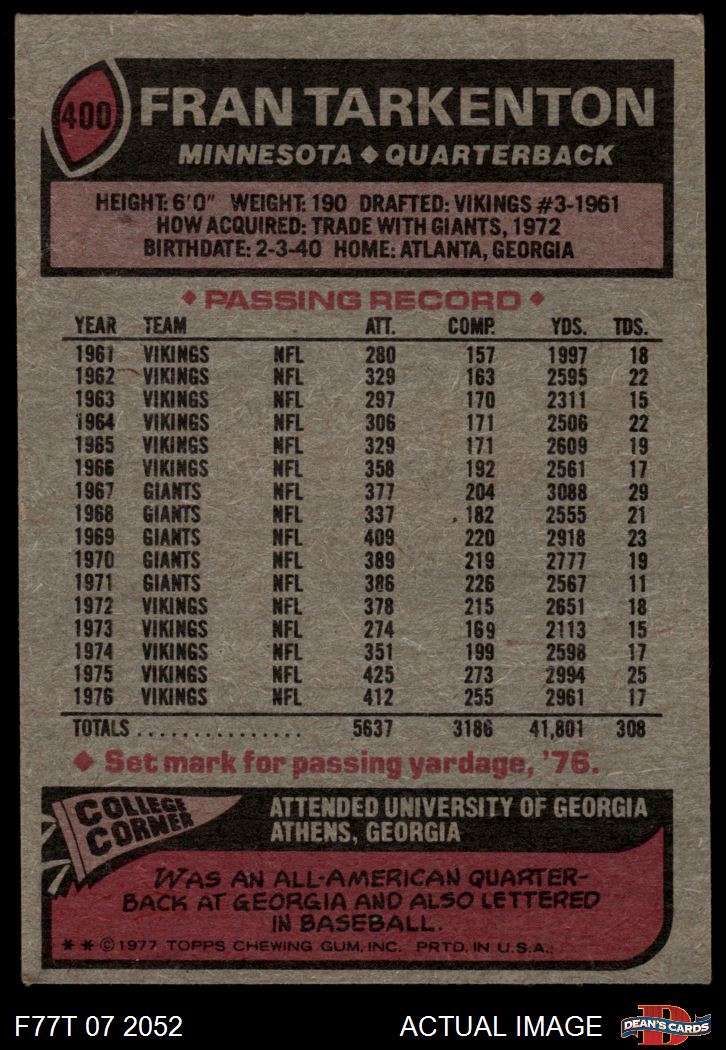 400 FRAN TARKENTON
MINNESOTA ◆ QUARTERBACK
HEIGHT: 6'0" WEIGHT: 190 DRAFTED: VIKINGS #3-1961
HOW ACQUIRED: TRADE WITH GIANTS, 1972
BIRTHDATE: 2-3-40 HOME: ATLANTA, GEORGIA
◆ PASSING RECORD ◆
YEAR TEAM ATT. COMP. YDS. TDS.
1961 VIKINGS NFL 280 157 1997 18
1962 VIKINGS NFL 329 163 2595 22
1963 VIKINGS NFL 297 170 2311 15
1964 VIKINGS NFL 306 171 2506 22
1965 VIKINGS NFL 329 171 2609 19
1966 VIKINGS NFL 358 192 2561 17
1967 GIANTS NFL 377 204 3088 29
1968 GIANTS NFL 337 182 2555 21
1969 GIANTS NFL 409 220 2918 23
1970 GIANTS NFL 389 219 2777 19
1971 GIANTS NFL 386 226 2567 11
1972 VIKINGS NFL 378 215 2651 18
1973 VIKINGS NFL 274 169 2113 15
1974 VIKINGS NFL 351 199 2598 17
1975 VIKINGS NFL 425 273 2994 25
1976 VIKINGS NFL 412 255 2961 17
TOTALS ................ 5637 3186 41,801 308
◆ Set mark for passing yardage, '76.
COLLEGE
CORNER
ATTENDED UNIVERSITY OF GEORGIA
ATHENS, GEORGIA
WAS AN ALL-AMERICAN QUARTER-
BACK AT GEORGIA AND ALSO LETTERED
IN BASEBALL.
* * © 1977 TOPPS CHEWING GUM, INC. PRTD. IN U.S.A.
F77T 07 2052 ACTUAL IMAGE D DEAN'S CARDS